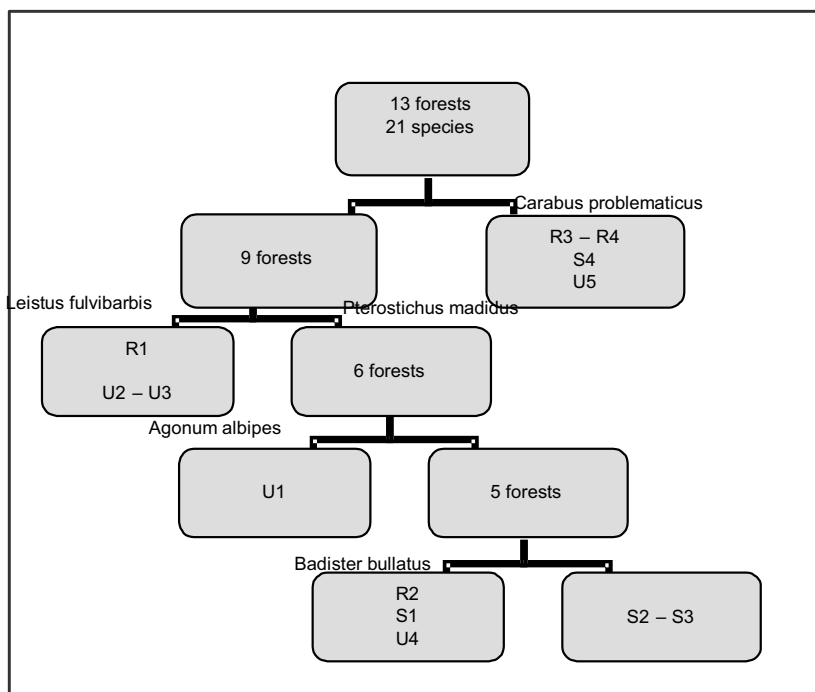 13 forests
21 species
Carabus problematicus
9 forests
R3 – R4
S4
U5
Leistus fulvibarbis
Pterostichus madidus
R1
U2 – U3
6 forests
Agonum albipes
U1
5 forests
Badister bullatus
R2
S1
U4
S2 – S3